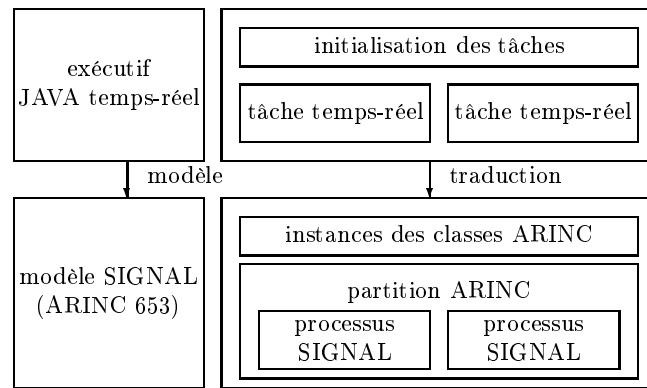 exécutif
JAVA temps-réel
initialisation des tâches
tâche temps-réel
tâche temps-réel
modèle
traduction
modèle SIGNAL
(ARINC 653)
instances des classes ARINC
partition ARINC
processus
SIGNAL
processus
SIGNAL